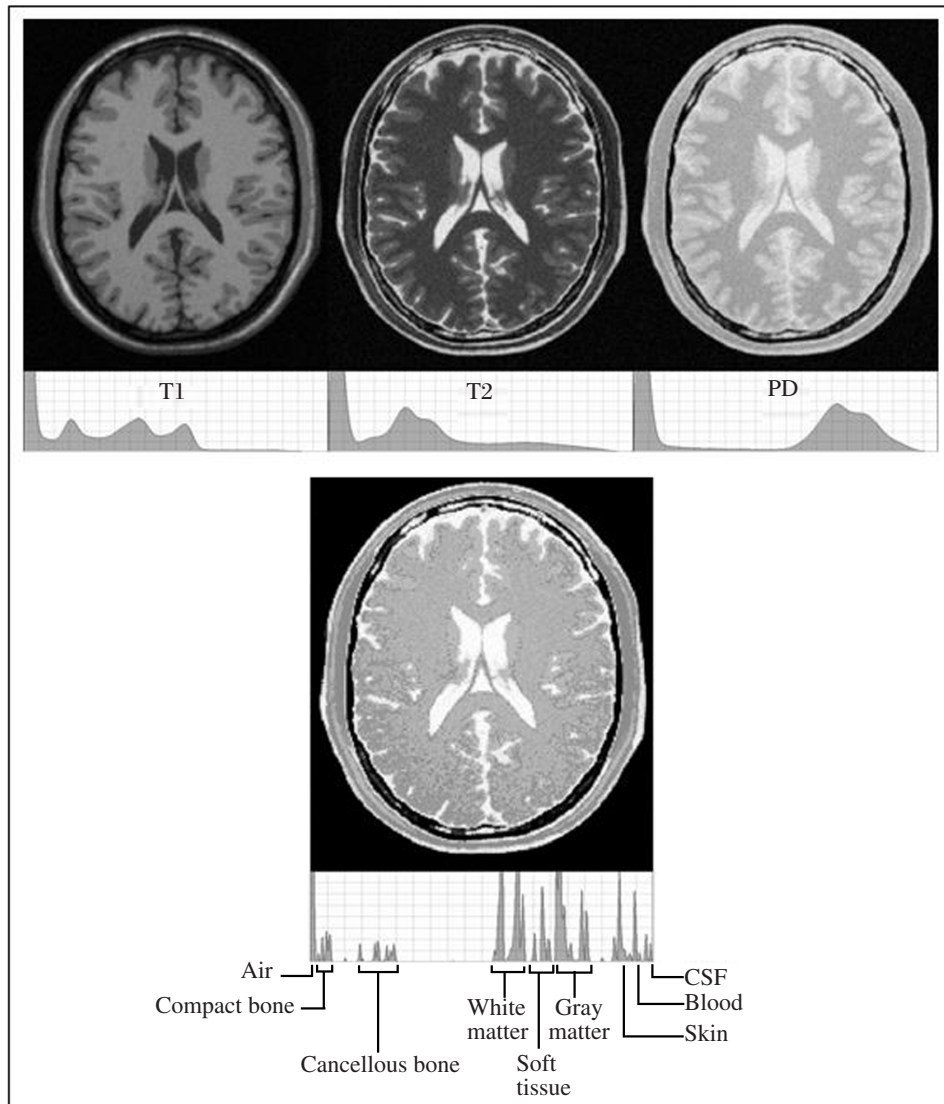 T1
T2
PD
Air
Compact bone
Cancellous bone
White
matter
Soft
tissue
Gray
matter
CSF
Blood
Skin